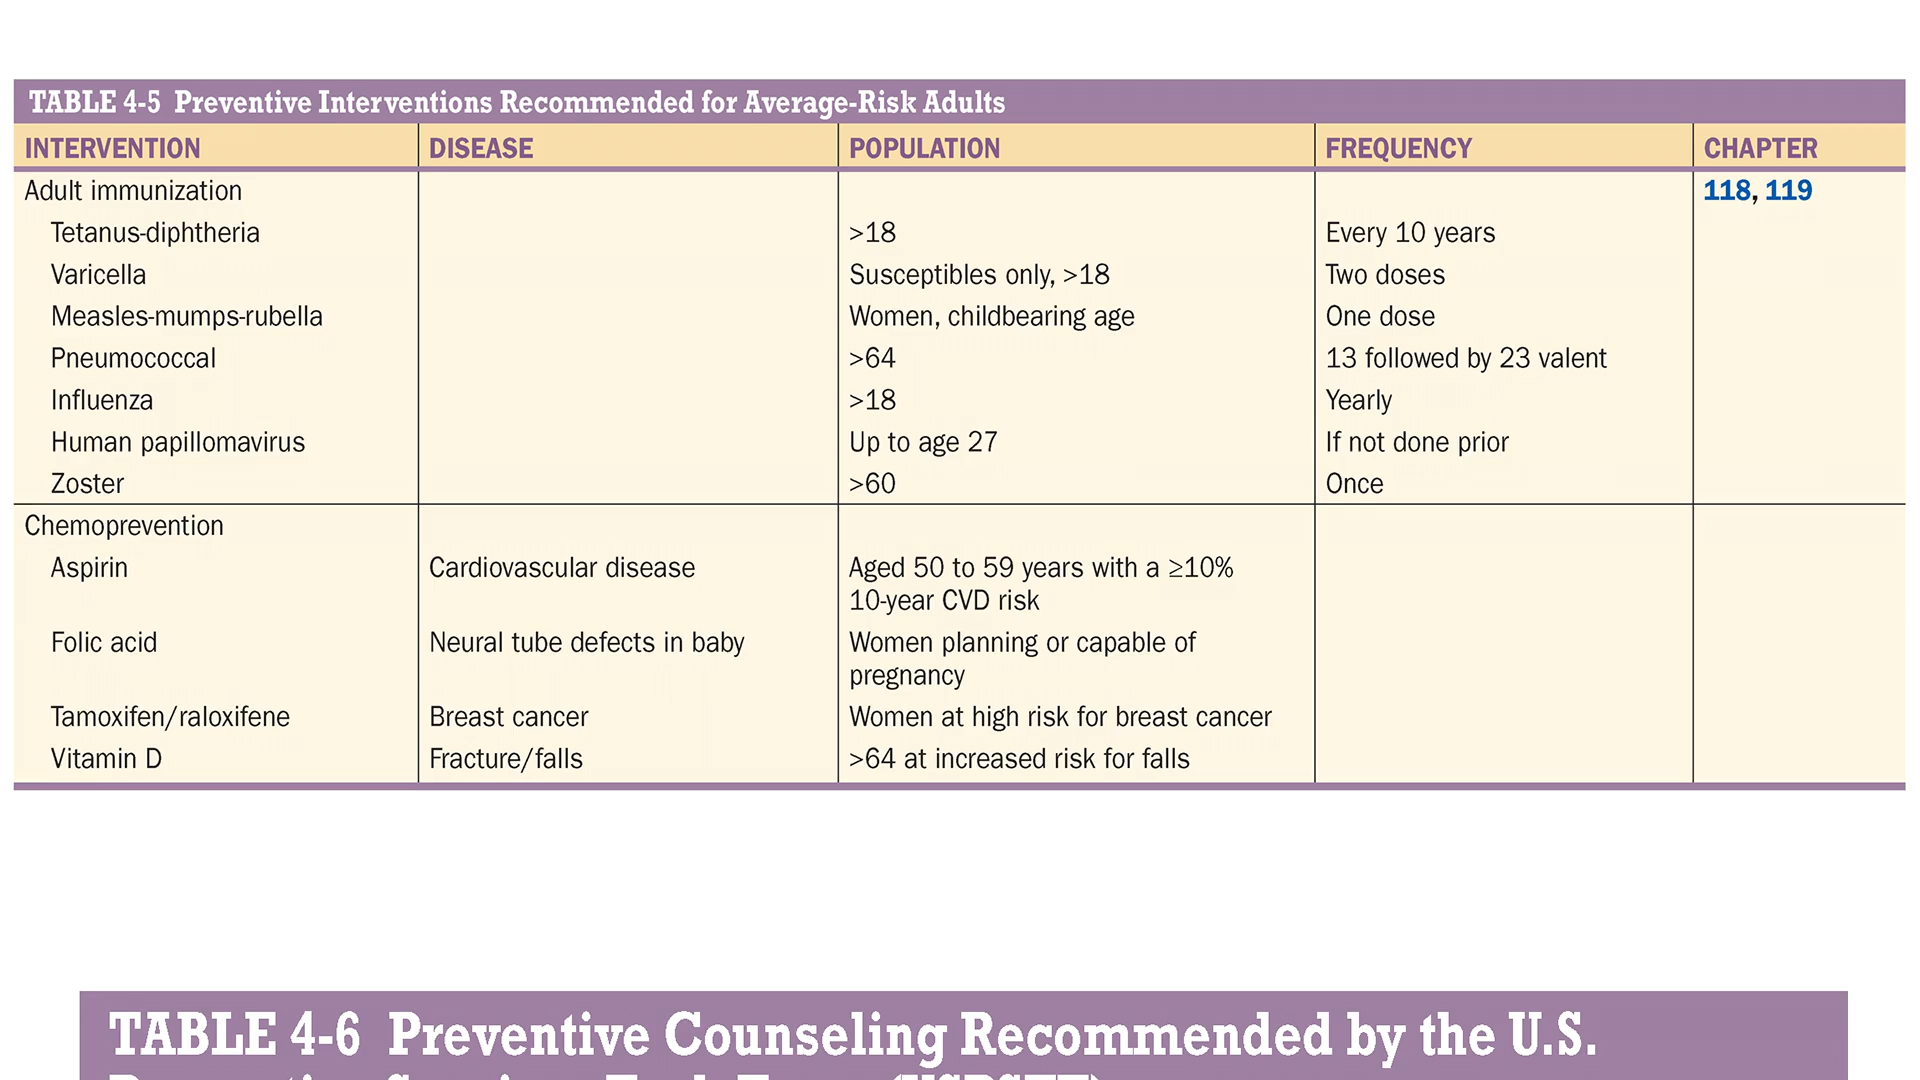 TABLE 4-5 Preventive Interventions Recommended for Average-Risk Adults
INTERVENTION DISEASE POPULATION FREQUENCY CHAPTER
Adult immunization 118, 119
Tetanus-diphtheria >18 Every 10 years
Varicella Susceptibles only, >18 Two doses
Measles-mumps-rubella Women, childbearing age One dose
Pneumococcal >64 13 followed by 23 valent
Influenza >18 Yearly
Human papillomavirus Up to age 27 If not done prior
Zoster >60 Once
Chemoprevention
Aspirin Cardiovascular disease Aged 50 to 59 years with a ≥10%
10-year CVD risk
Folic acid Neural tube defects in baby Women planning or capable of
pregnancy
Tamoxifen/raloxifene Breast cancer Women at high risk for breast cancer
Vitamin D Fracture/falls >64 at increased risk for falls
TABLE 4-6 Preventive Counseling Recommended by the U.S.